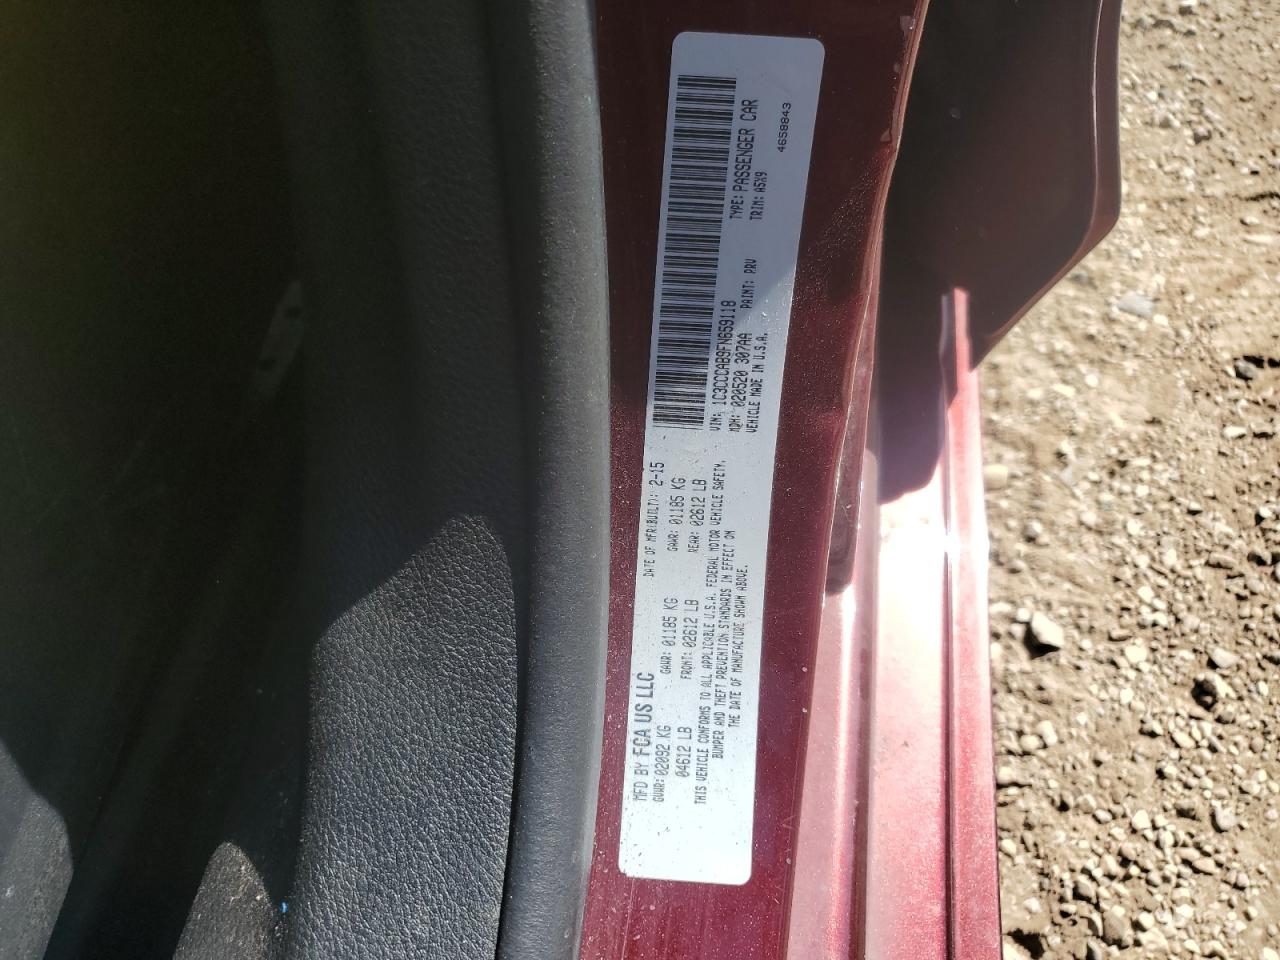 MFD BY FCA US LLC
DATE OF MFR(BUILT): 2-15
GVWR: 02092 KG
GAWR: 01185 KG
GAWR: 01185 KG
04612 LB
FRONT: 02612 LB
REAR: 02612 LB
THIS VEHICLE CONFORMS TO ALL APPLICABLE U.S.A. FEDERAL MOTOR VEHICLE SAFETY,
BUMPER AND THEFT PREVENTION STANDARDS IN EFFECT ON
THE DATE OF MANUFACTURE SHOWN ABOVE.
VIN: 1C3CCCAB9FN659118
TYPE: PASSENGER CAR
MDH: 020520 307AA
PAINT: PRV
TRIM: A5X9
VEHICLE MADE IN U.S.A.
4658843